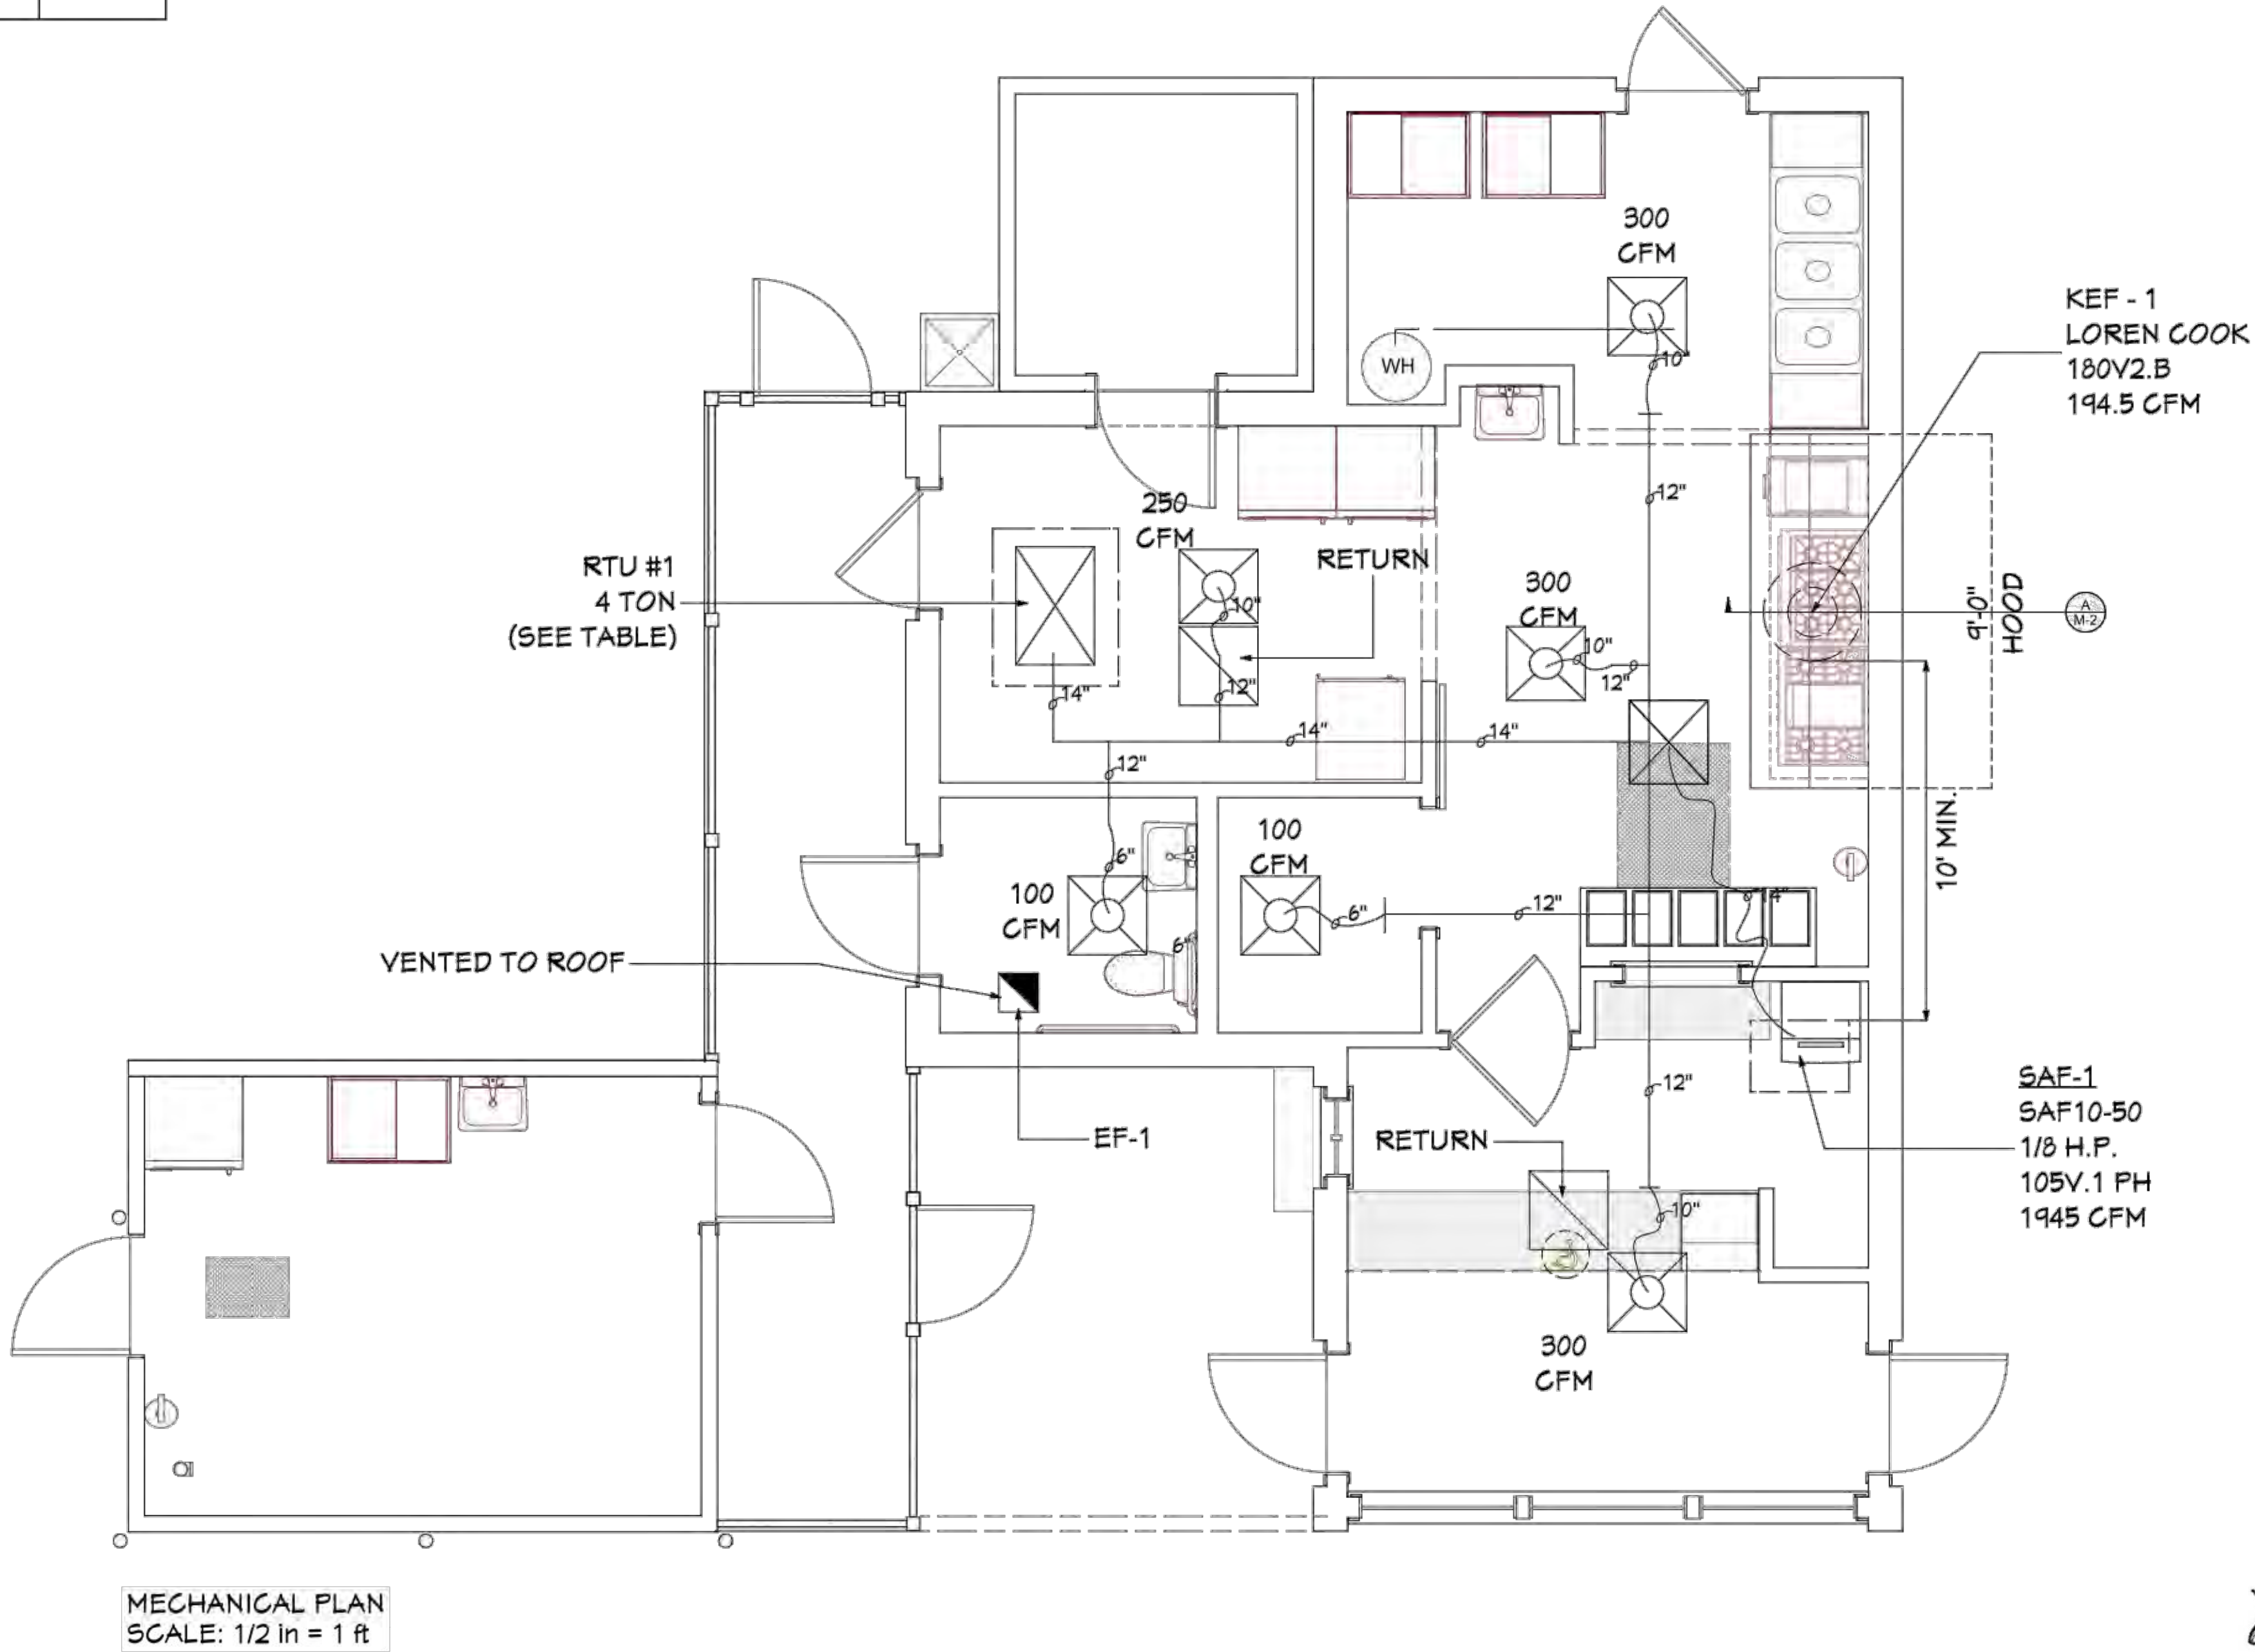 300
CFM
KEF - 1
LOREN COOK
180V2.B
194.5 CFM
10"
WH
12"
250
CFM
RETURN
RTU #1
4 TON
(SEE TABLE)
10"
300
CFM
10"
12"
9'-0"
HOOD
A
M-2
14"
12"
14"
14"
12"
10' MIN.
100
CFM
6"
100
CFM
6"
12"
14"
6"
VENTED TO ROOF
12"
SAF-1
SAF10-50
1/8 H.P.
105V.1 PH
1945 CFM
EF-1
RETURN
10"
300
CFM
MECHANICAL PLAN
SCALE: 1/2 in = 1 ft